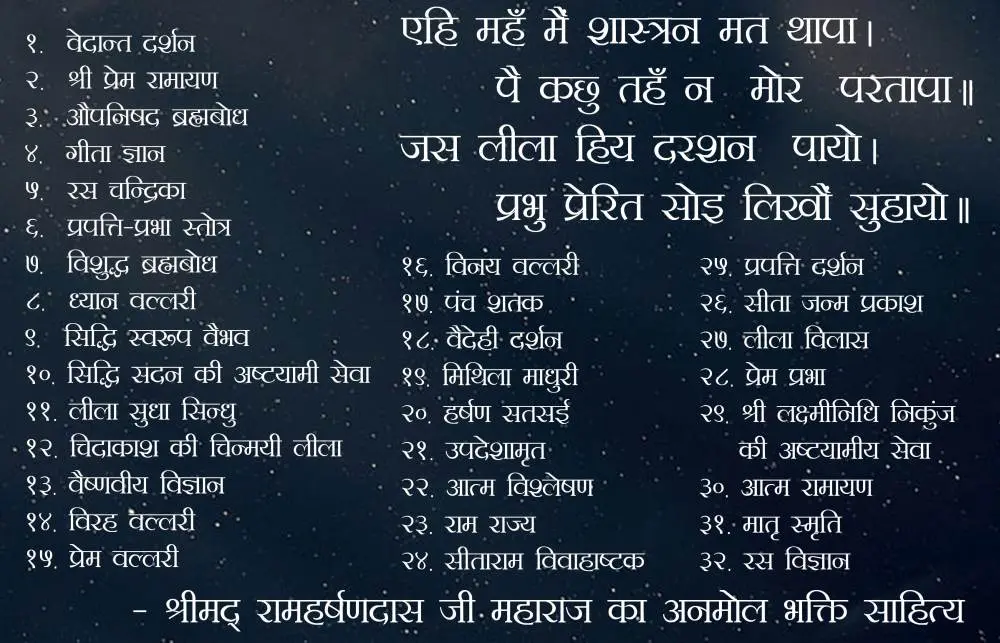 एहि महँ मैं शास्त्रन मत थापा।
पै कछु तहँ न मोर परतापा॥
जस लीला हिय दरशन पायो।
प्रभु प्रेरित सोइ लिखौं सुहायो॥
१. वेदान्त दर्शन
२. श्री प्रेम रामायण
३. औपनिषद ब्रह्मबोध
४. गीता ज्ञान
५. रस चन्द्रिका
६. प्रपत्ति-प्रभा स्तोत्र
७. विशुद्ध ब्रह्मबोध
८. ध्यान वल्लरी
९. सिद्धि स्वरूप वैभव
१०. सिद्धि सदन की अष्टयामी सेवा
११. लीला सुधा सिन्धु
१२. चिदाकाश की चिन्मयी लीला
१३. वैष्णवीय विज्ञान
१४. विरह वल्लरी
१५. प्रेम वल्लरी
१६. विनय वल्लरी
१७. पंच शतक
१८. वैदेही दर्शन
१९. मिथिला माधुरी
२०. हर्षण सतसई
२१. उपदेशामृत
२२. आत्म विश्लेषण
२३. राम राज्य
२४. सीताराम विवाहाष्टक
२५. प्रपत्ति दर्शन
२६. सीता जन्म प्रकाश
२७. लीला विलास
२८. प्रेम प्रभा
२९. श्री लक्ष्मीनिधि निकुंज
की अष्टयामीय सेवा
३०. आत्म रामायण
३१. मातृ स्मृति
३२. रस विज्ञान
- श्रीमद् रामहर्षणदास जी महाराज का अनमोल भक्ति साहित्य